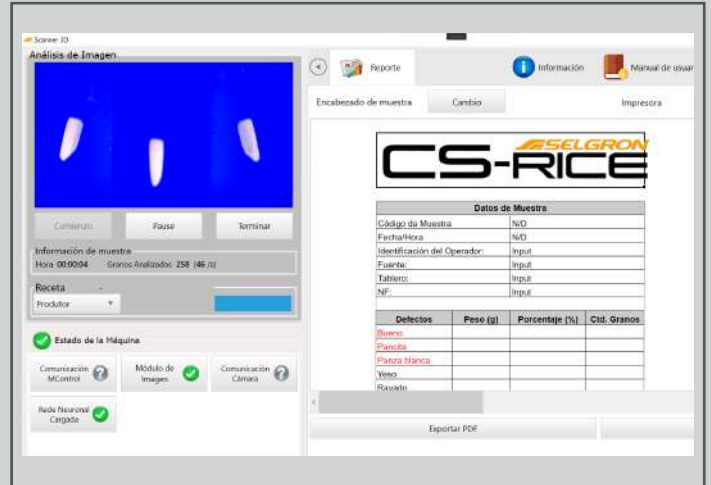 Scanner 3D
Análisis de Imagen
Comienzo
Pause
Terminar
Información de muestra
Hora 00:00:04 Granos Analizados 258 (46 /s)
Receta -
Produtor
Estado de la Máquina
Comunicación MControl
Módulo de Imagen
Comunicación Cámara
Rede Neuronal Cargada
Reporte
Información
Manual de usuar
Encabezado de muestra
Cambio
Impresora
SELGRON
CS-RICE
Datos de Muestra
Código da Muestra N/D
Fecha/Hora N/D
Identificación del Operador: Input
Fuente: Input
Tablero: Input
NF: Input
Defectos Peso (g) Porcentaje (%) Ctd. Granos
Bueno
Pancita
Panza blanca
Yeso
Rayado
Exportar PDF